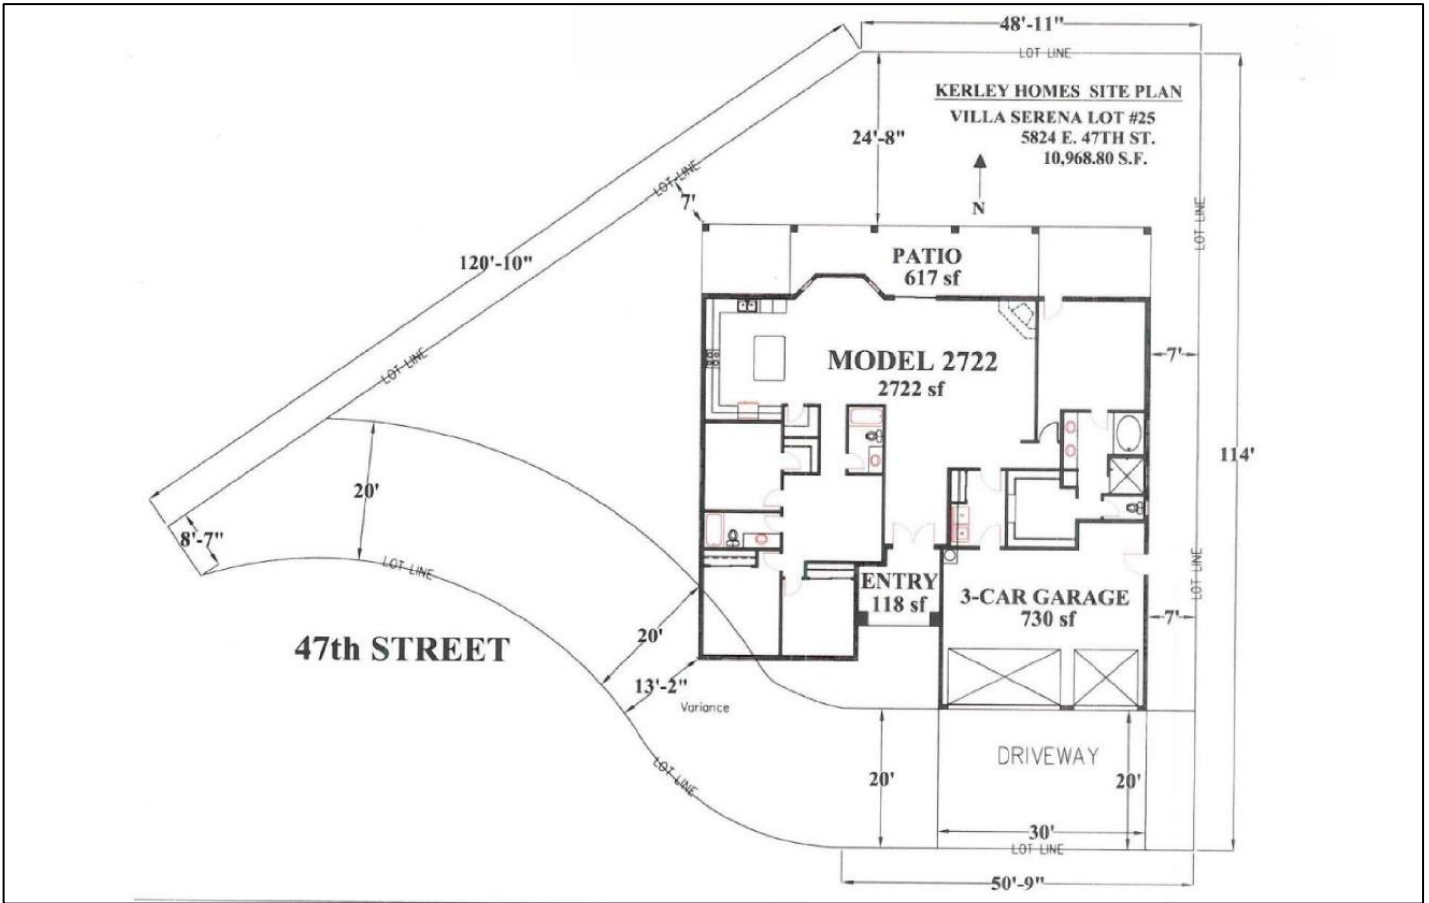 48'-11"
LOT LINE
KERLEY HOMES SITE PLAN
VILLA SERENA LOT #25
5824 E. 47TH ST.
10,968.80 S.F.
24'-8"
N
LOT LINE
7'
LOT LINE
120'-10"
PATIO
617 sf
LOT LINE
MODEL 2722
2722 sf
7'
114'
20'
8'-7"
LOT LINE
ENTRY
118 sf
3-CAR GARAGE
730 sf
LOT LINE
7'
47th STREET
20'
13'-2"
Variance
LOT LINE
20'
DRIVEWAY
20'
30'
LOT LINE
50'-9"